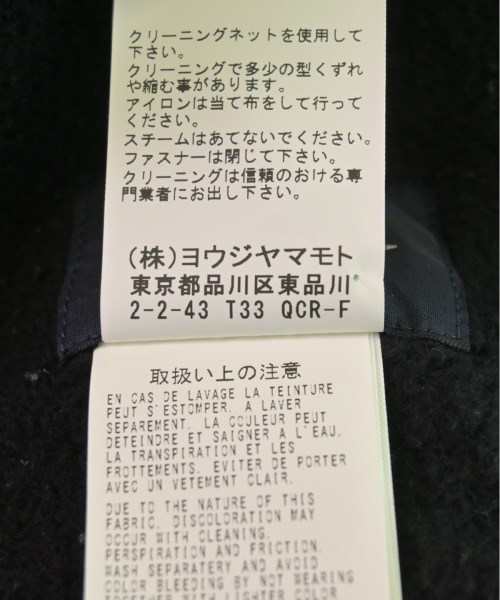 クリーニングネットを使用して
下さい。
クリーニングで多少の型くずれ
や縮む事があります。
アイロンは当て布をして行って
ください。
スチームはあてないでください。
ファスナーは閉じて下さい。
クリーニングは信頼のおける専
門業者にお出し下さい。
(株)ヨウジヤマモト
東京都品川区東品川
2-2-43 T33 QCR-F
取扱い上の注意
EN CAS DE LAVAGE LA TEINTURE
PEUT S'ESTOMPER. A LAVER
SEPAREMENT. LA COULEUR PEUT
DETEINDRE ET SAIGNER A L'EAU,
LA TRANSPIRATION ET LES
FROTTEMENTS. EVITER DE PORTER
AVEC UN VETEMENT CLAIR.
DUE TO THE NATURE OF THIS
FABRIC, DISCOLORATION MAY
OCCUR WITH CLEANING,
PERSPIRATION AND FRICTION.
WASH SEPARATERY AND AVOID
COLOR BLEEDING BY NOT WEARING
TOGETHER WITH LIGHTER COLOR